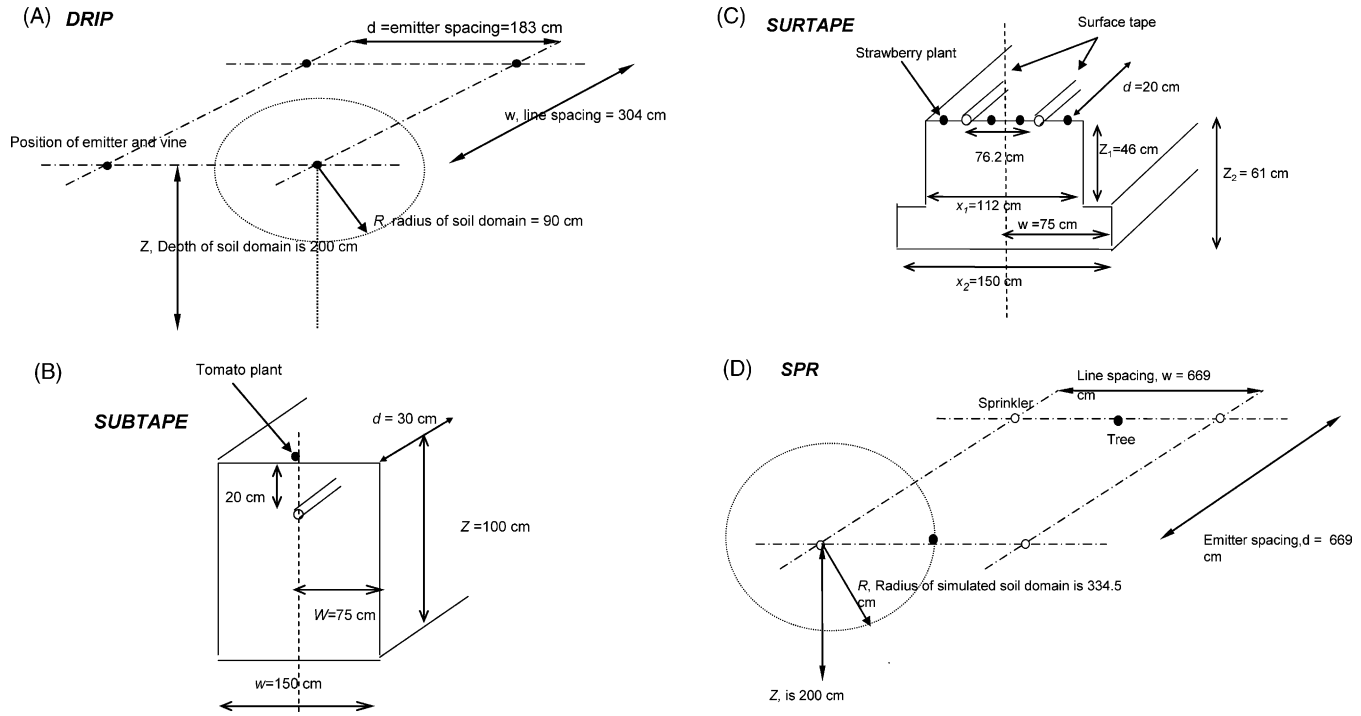 (A) DRIP
d =emitter spacing=183 cm
w, line spacing = 304 cm
Position of emitter and vine
R, radius of soil domain = 90 cm
Z, Depth of soil domain is 200 cm
(B)
SUBTAPE
Tomato plant
d = 30 cm
20 cm
Z =100 cm
W=75 cm
w=150 cm
(C) SURTAPE
Surface tape
Strawberry plant
d =20 cm
76.2 cm
Z1=46 cm
Z2 = 61 cm
x1=112 cm
w =75 cm
x2=150 cm
(D) SPR
Line spacing, w = 669
cm
Sprinkler
Tree
Emitter spacing,d = 669
cm
R, Radius of simulated soil domain is 334.5
cm
Z, is 200 cm